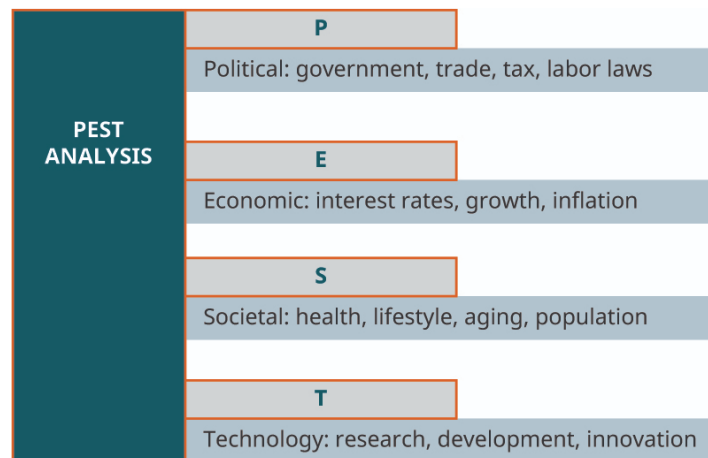 PEST
ANALYSIS
P
Political: government, trade, tax, labor laws
E
Economic: interest rates, growth, inflation
S
Societal: health, lifestyle, aging, population
T
Technology: research, development, innovation